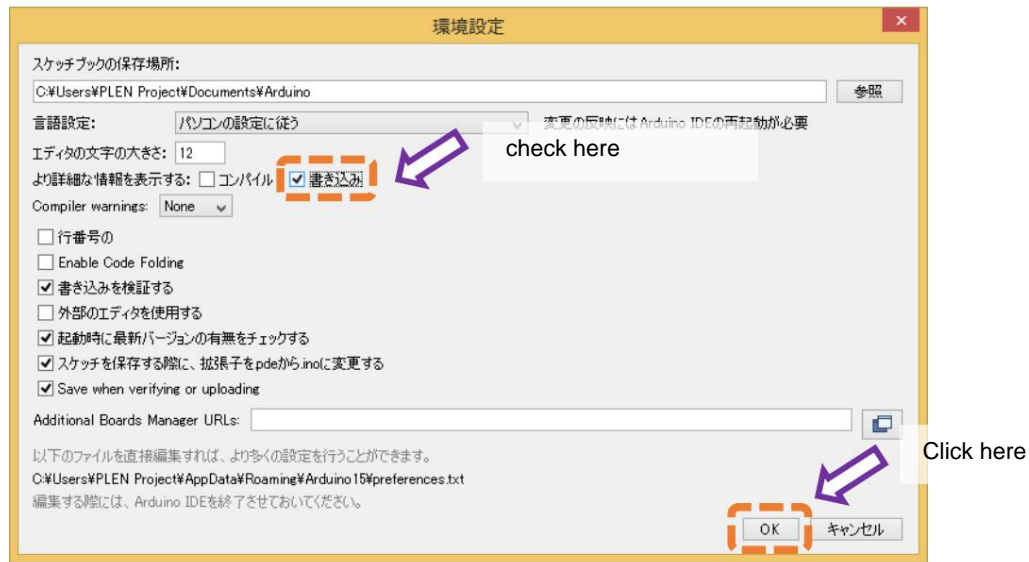 環境設定
スケッチブックの保存場所:
C:¥Users¥PLEN Project¥Documents¥Arduino 参照
言語設定: パソコンの設定に従う 変更の反映にはArduino IDEの再起動が必要
エディタの文字の大きさ: 12
check here
より詳細な情報を表示する: コンパイル 書き込み
Compiler warnings: None
行番号の
Enable Code Folding
書き込みを検証する
外部のエディタを使用する
起動時に最新バージョンの有無をチェックする
スケッチを保存する際に、拡張子をpdeから.inoに変更する
Save when verifying or uploading
Additional Boards Manager URLs:
以下のファイルを直接編集すれば、より多くの設定を行うことができます。
Click here
C:¥Users¥PLEN Project¥AppData¥Roaming¥Arduino15¥preferences.txt
編集する際には、Arduino IDEを終了させておいてください。
OK キャンセル